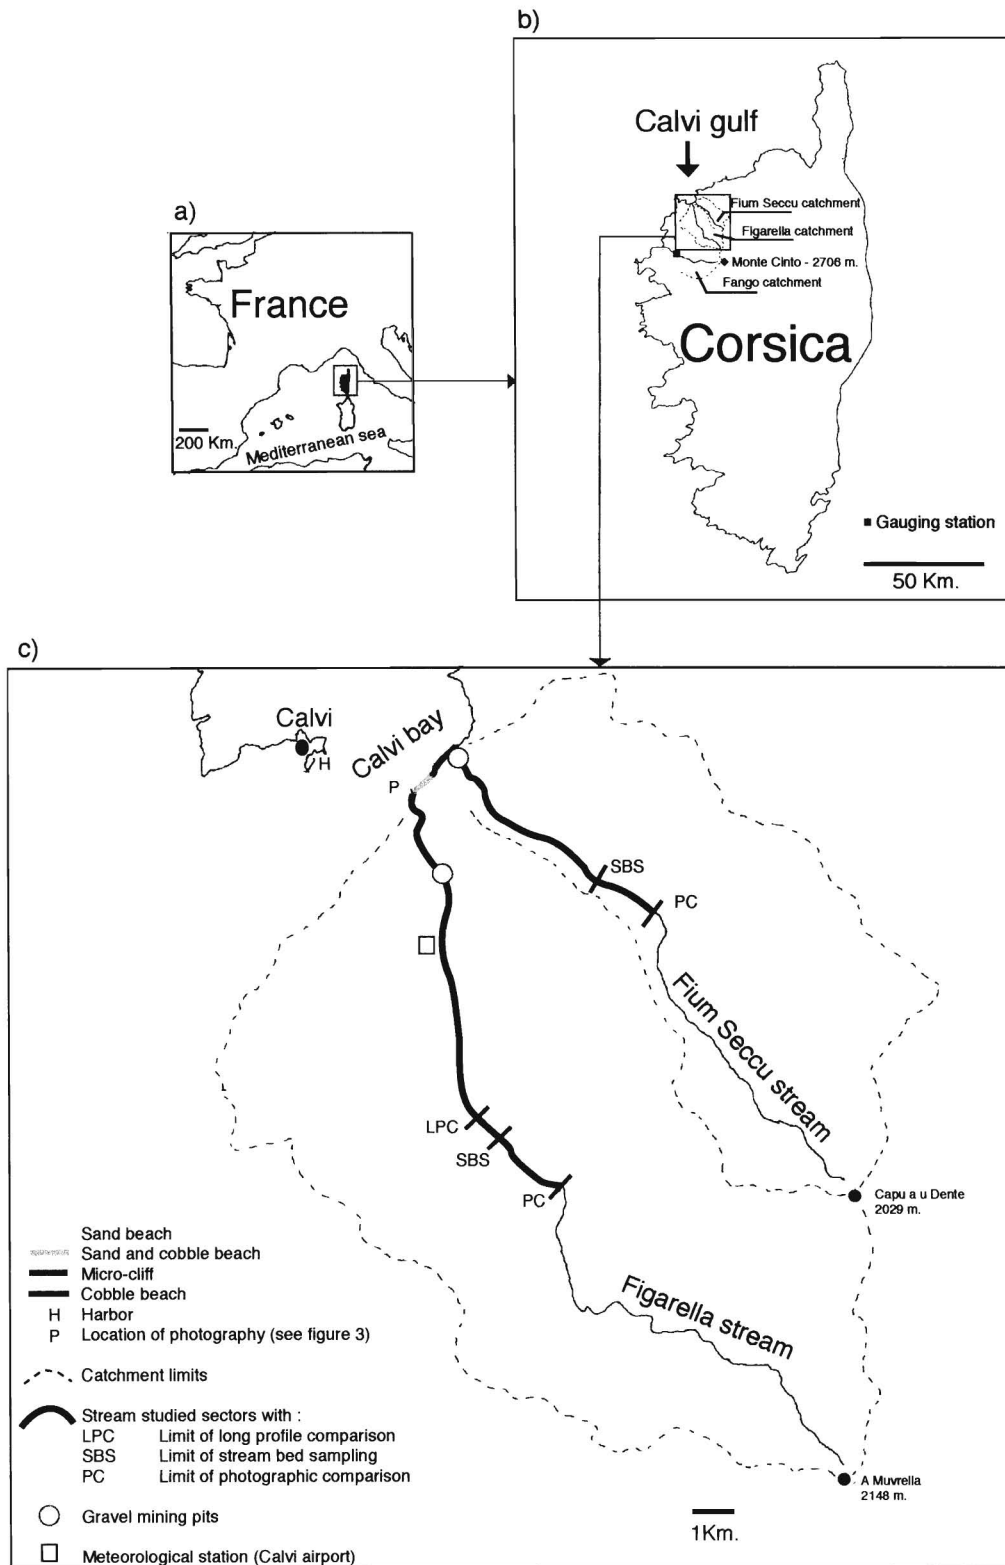 b)
Calvi gulf
a)
Fium Seccu catchment
Figarella catchment
Monte Cinto - 2706 m.
France
Fango catchment
Corsica
200 Km.
Mediterranean sea
Gauging station
50 Km.
c)
Calvi
H
Calvi bay
P
SBS
PC
Fium Seccu stream
LPC
SBS
PC
Capu a u Dente
2029 m.
Figarella stream
Sand beach
Sand and cobble beach
Micro-cliff
Cobble beach
H Harbor
P Location of photography (see figure 3)
Catchment limits
Stream studied sectors with :
LPC Limit of long profile comparison
SBS Limit of stream bed sampling
PC Limit of photographic comparison
A Muvrella
2148 m.
Gravel mining pits
1Km.
Meteorological station (Calvi airport)